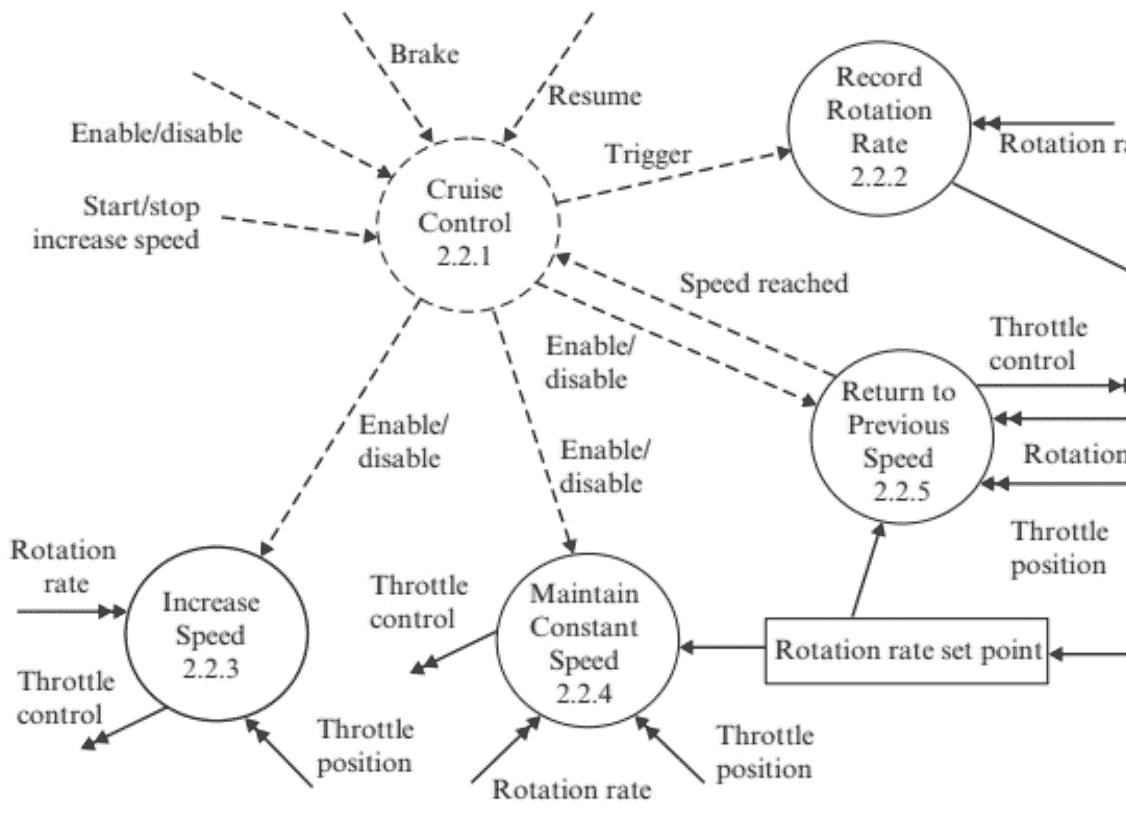 Brake
Resume
Enable/disable
Start/stop
increase speed
Cruise
Control
2.2.1
Trigger
Record
Rotation
Rate
2.2.2
Rotation
Speed reached
Enable/
disable
Throttle
control
Return to
Previous
Speed
2.2.5
Rotation
Throttle
position
Enable/
disable
Enable/
disable
Rotation
rate
Increase
Speed
2.2.3
Throttle
control
Throttle
position
Throttle
control
Maintain
Constant
Speed
2.2.4
Rotation rate set point
Rotation rate
Throttle
position